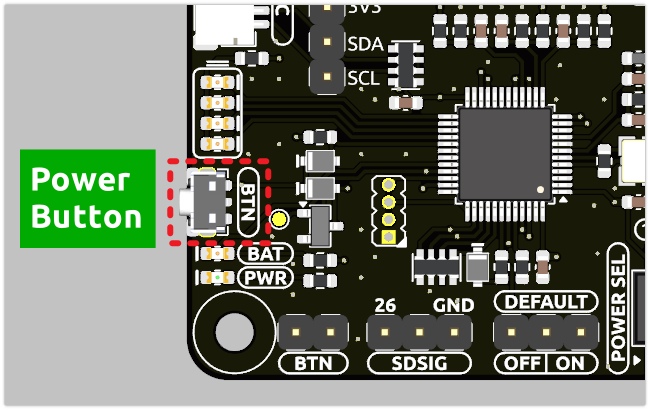 3V3
SDA
SCL
Power
Button
BTN
BAT
PWR
26 GND
DEFAULT
BTN
SDSIG
OFF ON
POWER SEL